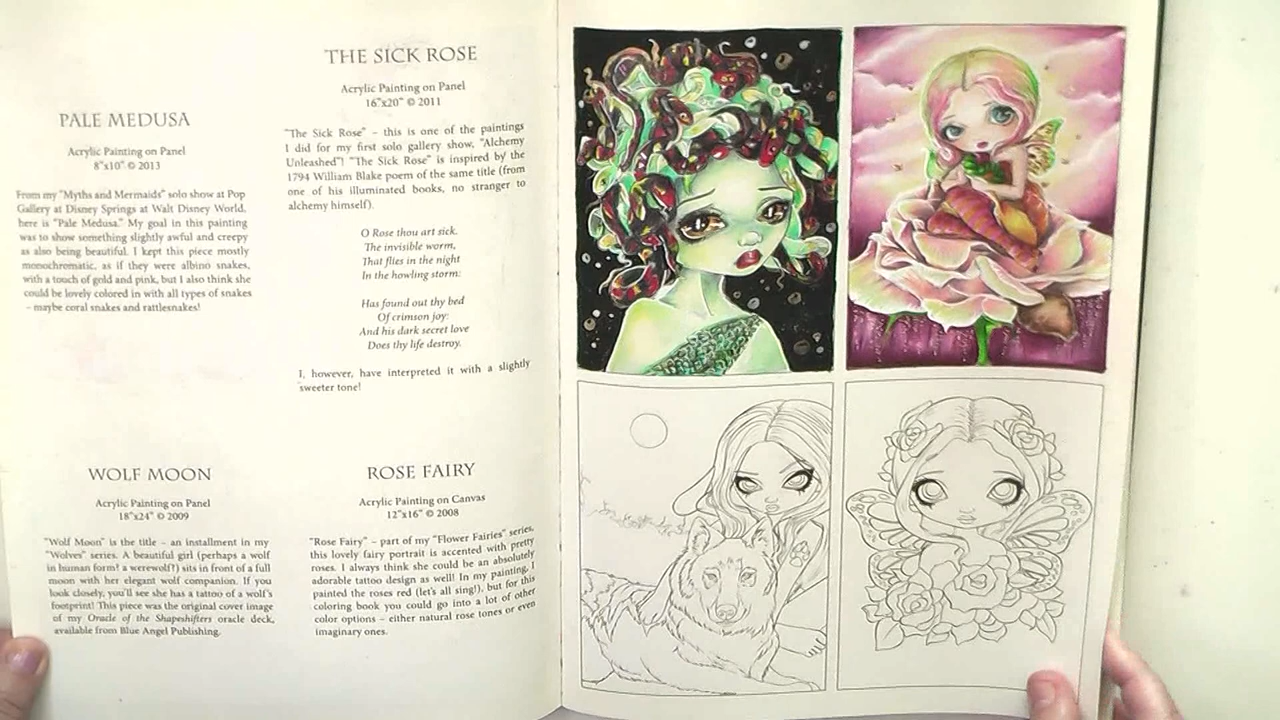 PALE MEDUSA
Acrylic Painting on Panel
8"x10" © 2013
From my "Myths and Mermaids" solo show at Pop
Gallery at Disney Springs at Walt Disney World,
here is "Pale Medusa." My goal in this painting
was to show something slightly awful and creepy
as also being beautiful. I kept this piece mostly
monochromatic, as if they were albino snakes,
with a touch of gold and pink, but I also think she
could be lovely colored in with all types of snakes
– maybe coral snakes and rattlesnakes!
THE SICK ROSE
Acrylic Painting on Panel
16"x20" © 2011
"The Sick Rose" – this is one of the paintings
I did for my first solo gallery show, "Alchemy
Unleashed"! "The Sick Rose" is inspired by the
1794 William Blake poem of the same title (from
one of his illuminated books, no stranger to
alchemy himself).
O Rose thou art sick.
The invisible worm,
That flies in the night
In the howling storm:
Has found out thy bed
Of crimson joy:
And his dark secret love
Does thy life destroy.
I, however, have interpreted it with a slightly
sweeter tone!
WOLF MOON
Acrylic Painting on Panel
18"x24" © 2009
"Wolf Moon" is the title – an installment in my
"Wolves" series. A beautiful girl (perhaps a wolf
in human form? a werewolf?) sits in front of a full
moon with her elegant wolf companion. If you
look closely, you'll see she has a tattoo of a wolf's
footprint! This piece was the original cover image
of my Oracle of the Shapeshifters oracle deck,
available from Blue Angel Publishing.
ROSE FAIRY
Acrylic Painting on Canvas
12"x16" © 2008
"Rose Fairy" – part of my "Flower Fairies" series,
this lovely fairy portrait is accented with pretty
roses. I always think she could be an absolutely
adorable tattoo design as well! In my painting, I
painted the roses red (let's all sing!), but for this
coloring book you could go into a lot of other
color options – either natural rose tones or even
imaginary ones.